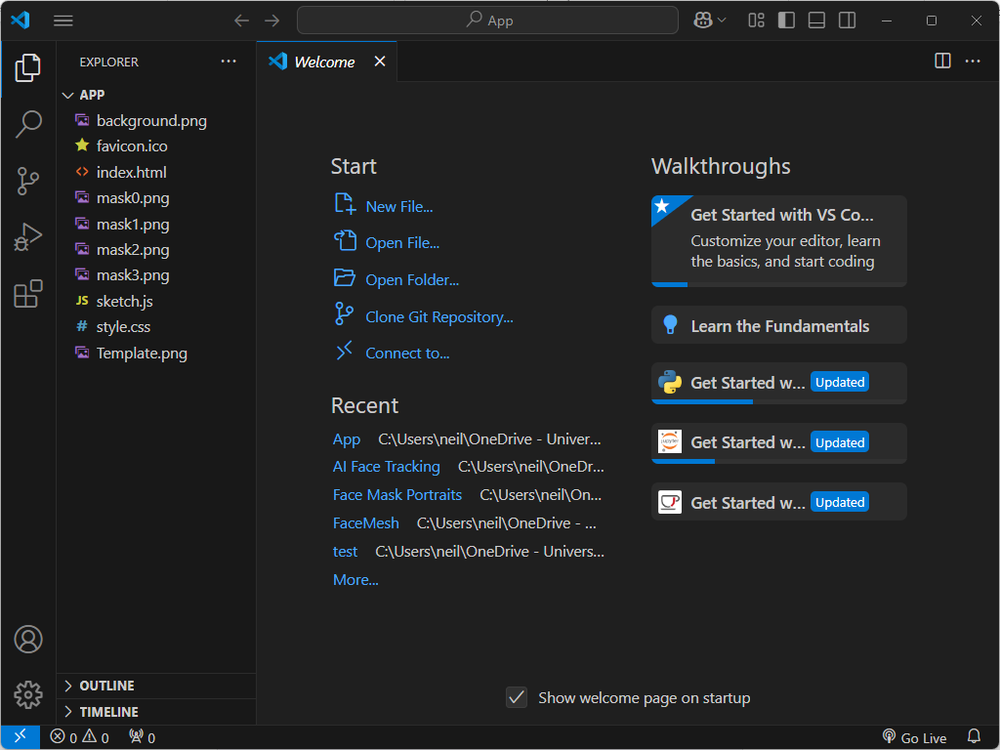 App
EXPLORER
Welcome
APP
background.png
favicon.ico
index.html
mask0.png
mask1.png
mask2.png
mask3.png
JS sketch.js
# style.css
Template.png
OUTLINE
TIMELINE
Start
New File...
Open File...
Open Folder...
Clone Git Repository...
Connect to...
Recent
App C:\Users\neil\OneDrive - Univer...
AI Face Tracking C:\Users\neil\OneDr...
Face Mask Portraits C:\Users\neil\On...
FaceMesh C:\Users\neil\OneDrive - ...
test C:\Users\neil\OneDrive - Univers...
More...
Walkthroughs
Get Started with VS Co...
Customize your editor, learn
the basics, and start coding
Learn the Fundamentals
Get Started w... Updated
jupyter
Get Started w... Updated
Get Started w... Updated
Show welcome page on startup
0 0 0
Go Live